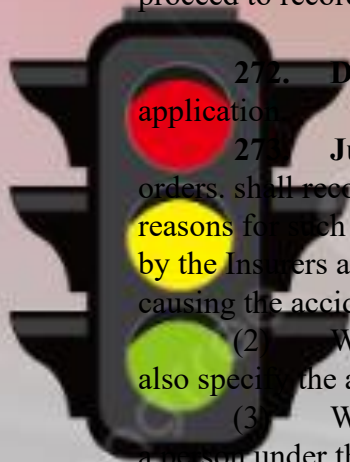 proceed to recor
272. D
application.
273. Ju
orders. shall reco
reasons for such
by the Insurers a
causing the accid
(2 W
also specify the a
(3 W
a person under th